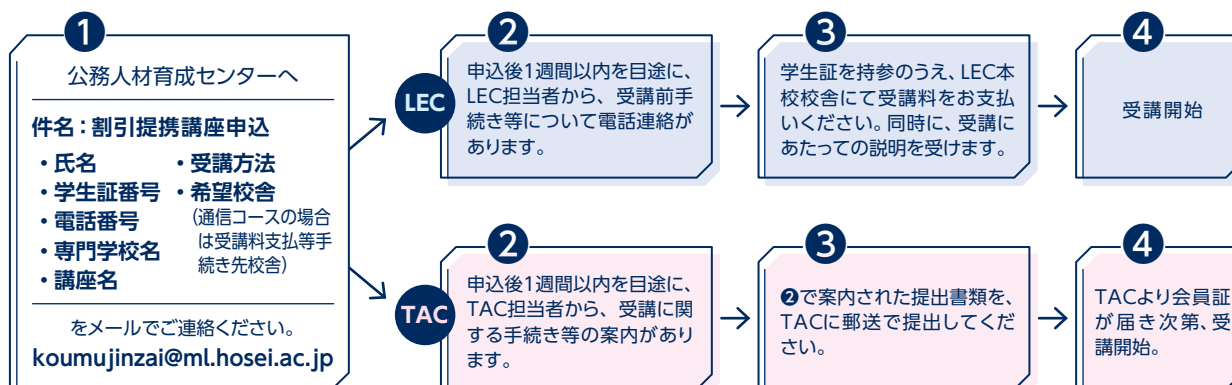 ❶
公務人材育成センターへ
件名：割引提携講座申込
・氏名
・学生証番号
・電話番号
・専門学校名
・講座名
・受講方法
・希望校舎
（通信コースの場合
は受講料支払等手
続き先校舎）
をメールでご連絡ください。
koumujinzai@ml.hosei.ac.jp
LEC
❷
申込後1週間以内を目途に、
LEC担当者から、受講前手
続き等について電話連絡が
あります。
❸
学生証を持参のうえ、LEC本
校校舎にて受講料をお支払
いください。同時に、受講に
あたっての説明を受けます。
❹
受講開始
TAC
❷
申込後1週間以内を目途に、
TAC担当者から、受講に関
する手続き等の案内があり
ます。
❸
❷で案内された提出書類を、
TACに郵送で提出してくだ
さい。
❹
TACより会員証
が届き次第、受
講開始。